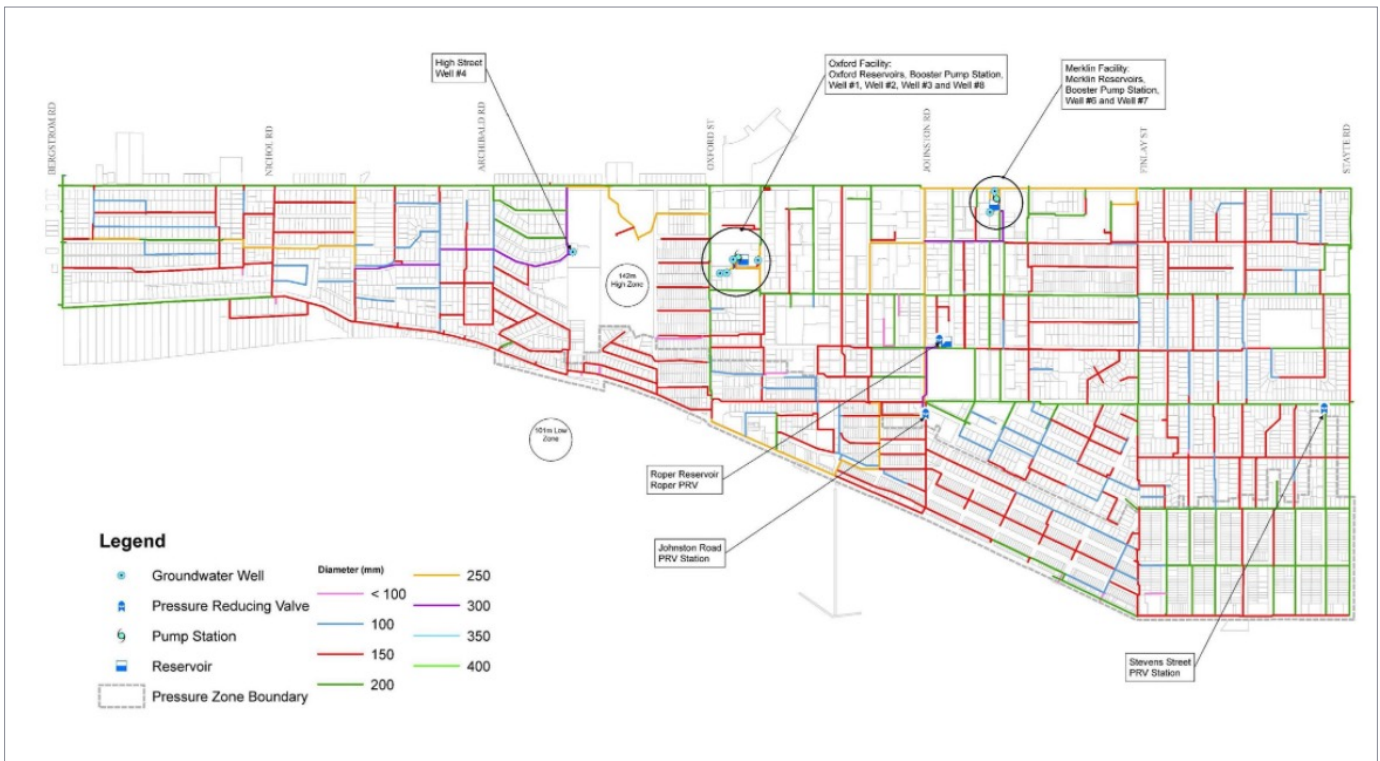 High Street
Well #4
Oxford Facility:
Oxford Reservoirs, Booster Pump Station,
Well #1, Well #2, Well #3 and Well #8
Merklin Facility:
Merklin Reservoirs,
Booster Pump Station,
Well #6 and Well #7
BERGSTROM RD
NICHOL RD
ARCHIBALD RD
OXFORD ST
JOHNSTON RD
FINLAY ST
STAYTE RD
142m
High Zone
101m Low
Zone
Roper Reservoir
Roper PRV
Johnston Road
PRV Station
Stevens Street
PRV Station
Legend
Groundwater Well
Pressure Reducing Valve
Pump Station
Reservoir
Pressure Zone Boundary
Diameter (mm)
< 100
100
150
200
250
300
350
400